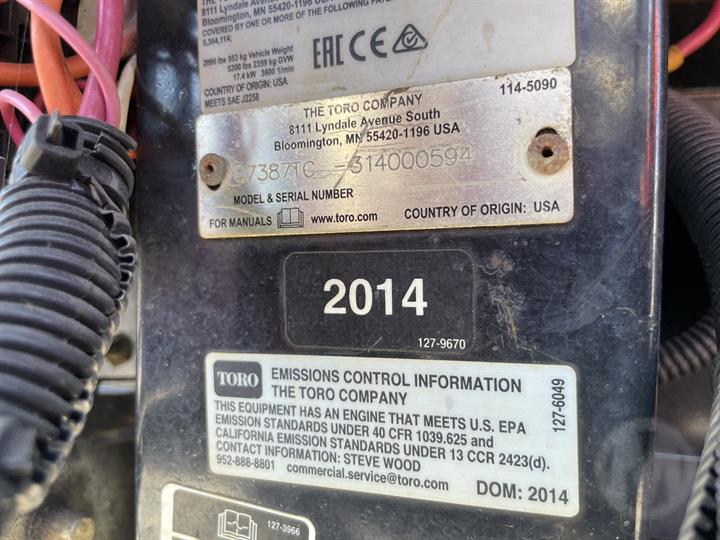 8111 Lyndale Avenue South
Bloomington, MN 55420-1196 USA
COVERED BY ONE OR MORE OF THE
5,364,114;
EAC CE
2096 lbs 953 kg Vehicle Weight
5200 lbs 2359 kg GVW
17.4 kW 3600 1/min
COUNTRY OF ORIGIN: USA
MEETS SAE J2258
THE TORO COMPANY
114-5090
8111 Lyndale Avenue South
Bloomington, MN 55420-1196 USA
07387TC -314000594
MODEL & SERIAL NUMBER
FOR MANUALS www.toro.com
COUNTRY OF ORIGIN: USA
2014
127-9670
TORO EMISSIONS CONTROL INFORMATION
THE TORO COMPANY
THIS EQUIPMENT HAS AN ENGINE THAT MEETS U.S. EPA
EMISSION STANDARDS UNDER 40 CFR 1039.625 and
CALIFORNIA EMISSION STANDARDS UNDER 13 CCR 2423(d).
CONTACT INFORMATION: STEVE WOOD
952-888-8801 commercial.service@toro.com
DOM: 2014
127-6049
127-3966